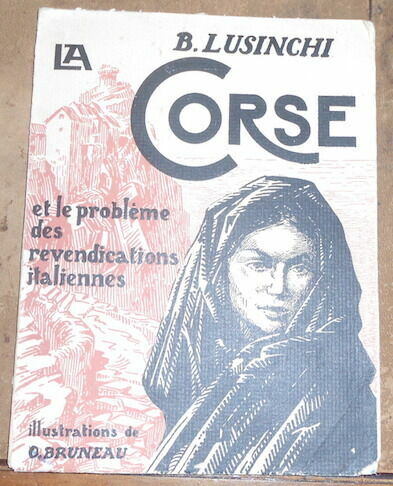 B. LUSINCHI
LA
CORSE
et le problème
des
revendications
italiennes
illustrations de
O. BRUNEAU